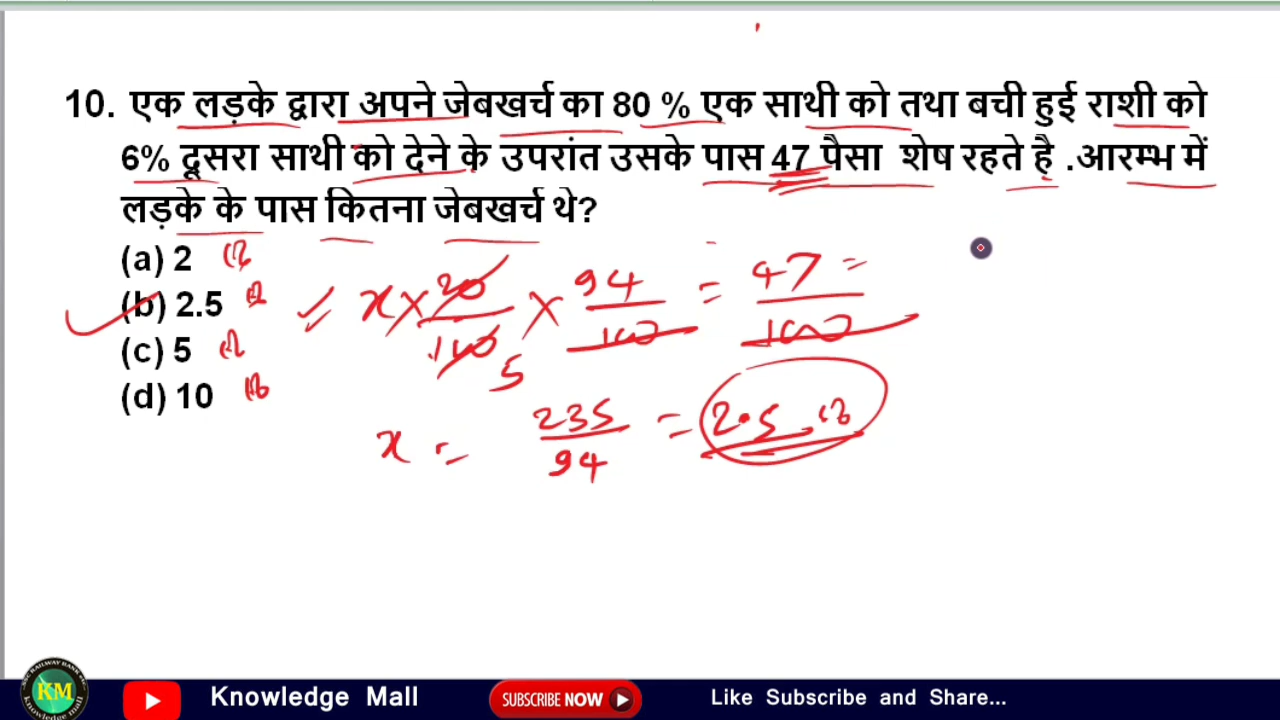 10. एक लड़के द्वारा अपने जेबखर्च का 80 % एक साथी को तथा बची हुई राशी को
6% दूसरा साथी को देने के उपरांत उसके पास 47 पैसा शेष रहते है .आरम्भ में
लड़के के पास कितना जेबखर्च थे?
(a) 2
(b) 2.5
(c) 5
(d) 10
x × 20/100 × 94/100 = 47/100 =
5
x = 235/94 = 2.5
KM
Knowledge Mall
SUBSCRIBE NOW
Like Subscribe and Share...